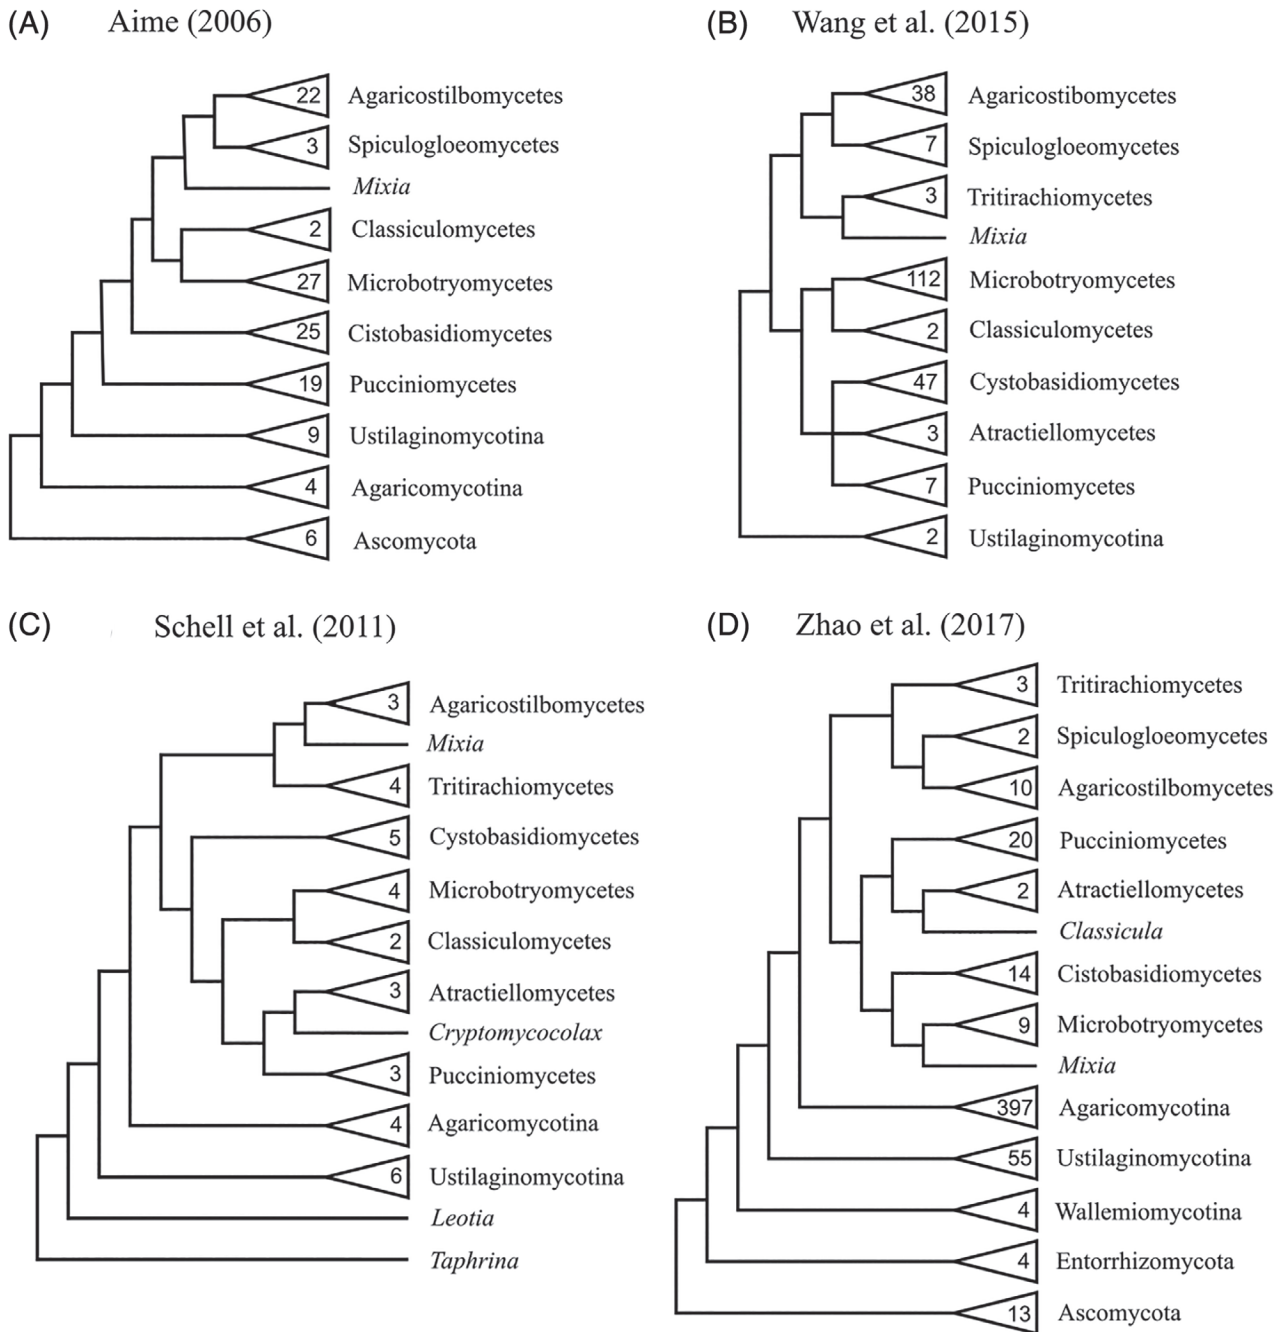 (A) Aime (2006)
22 Agaricostilbomycetes
3 Spiculogloeomycetes
Mixia
2 Classiculomycetes
27 Microbotryomycetes
25 Cistobasidiomycetes
19 Pucciniomycetes
9 Ustilaginomycotina
4 Agaricomycotina
6 Ascomycota
(B) Wang et al. (2015)
38 Agaricostibomycetes
7 Spiculogloeomycetes
3 Tritirachiomycetes
Mixia
112 Microbotryomycetes
2 Classiculomycetes
47 Cystobasidiomycetes
3 Atractiellomycetes
7 Pucciniomycetes
2 Ustilaginomycotina
(C) Schell et al. (2011)
3 Agaricostilbomycetes
Mixia
4 Tritirachiomycetes
5 Cystobasidiomycetes
4 Microbotryomycetes
2 Classiculomycetes
3 Atractiellomycetes
Cryptomycocolax
3 Pucciniomycetes
4 Agaricomycotina
6 Ustilaginomycotina
Leotia
Taphrina
(D) Zhao et al. (2017)
3 Tritirachiomycetes
2 Spiculogloeomycetes
10 Agaricostilbomycetes
20 Pucciniomycetes
2 Atractiellomycetes
Classicula
14 Cistobasidiomycetes
9 Microbotryomycetes
Mixia
397 Agaricomycotina
55 Ustilaginomycotina
4 Wallemiomycotina
4 Entorrhizomycota
13 Ascomycota